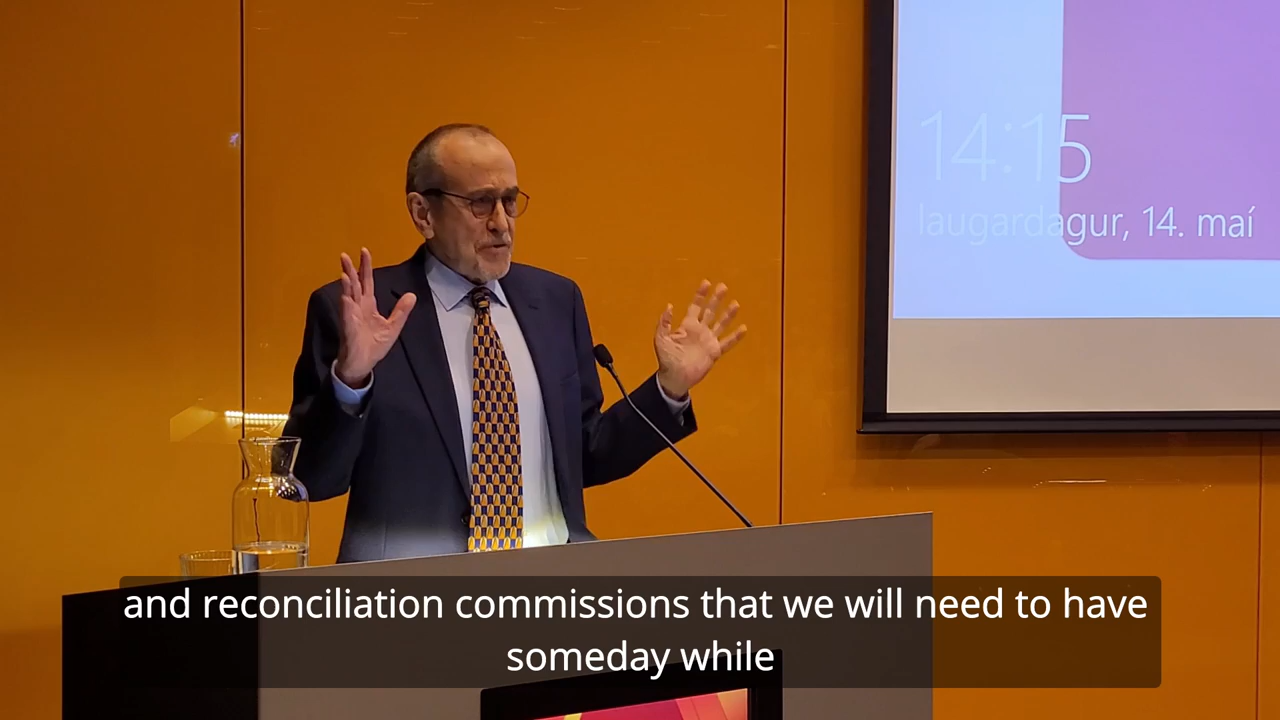 14:15
laugardagur, 14. maí
and reconciliation commissions that we will need to have
someday while